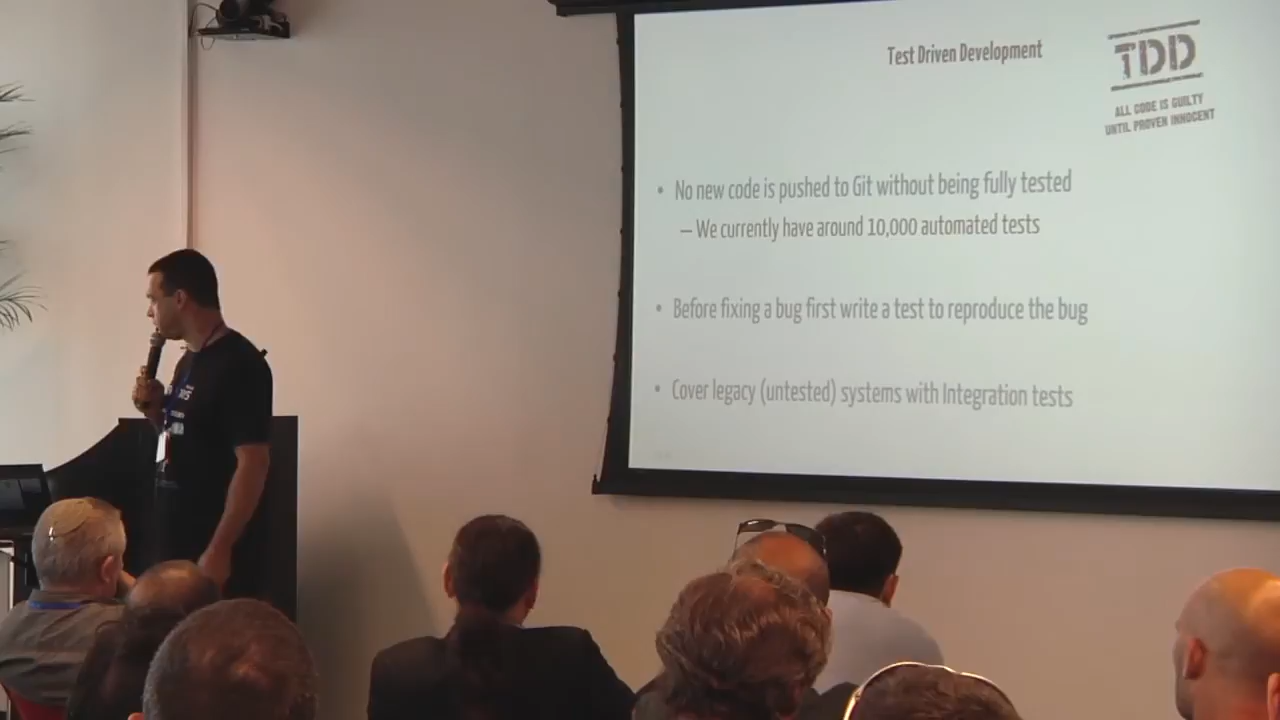 Test Driven Development
TDD
ALL CODE IS GUILTY
UNTIL PROVEN INNOCENT
• No new code is pushed to Git without being fully tested
– We currently have around 10,000 automated tests
• Before fixing a bug first write a test to reproduce the bug
• Cover legacy (untested) systems with Integration tests